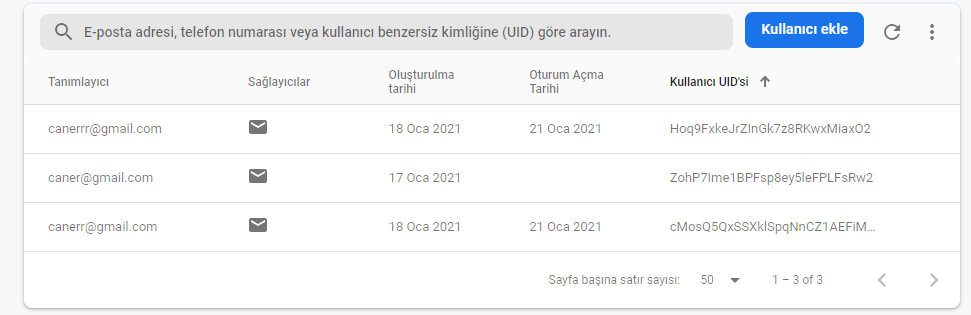 E-posta adresi, telefon numarası veya kullanıcı benzersiz kimliğine (UID) göre arayın.
Kullanıcı ekle
Tanımlayıcı Sağlayıcılar Oluşturulma tarihi Oturum Açma Tarihi Kullanıcı UID'si
canerrr@gmail.com 18 Oca 2021 21 Oca 2021 Hoq9FxkeJrZInGk7z8RKwxMiaxO2
caner@gmail.com 17 Oca 2021 ZohP7Ime1BPFsp8ey5leFPLFsRw2
canerr@gmail.com 18 Oca 2021 21 Oca 2021 cMosQ5QxSSXklSpqNnCZ1AEFiM...
Sayfa başına satır sayısı: 50 1 – 3 of 3